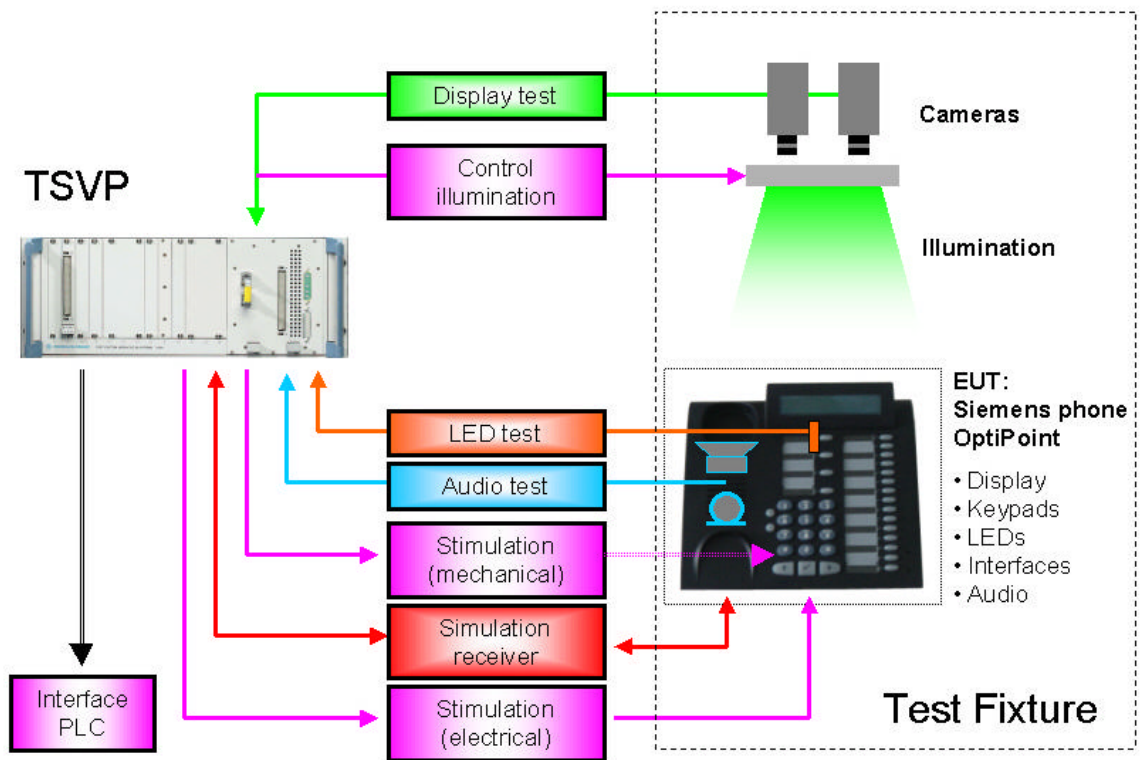 Display test
Control
illumination
Cameras
Illumination
TSVP
LED test
Audio test
Stimulation
(mechanical)
Simulation
receiver
Stimulation
(electrical)
Interface
PLC
EUT:
Siemens phone
OptiPoint
• Display
• Keypads
• LEDs
• Interfaces
• Audio
Test Fixture